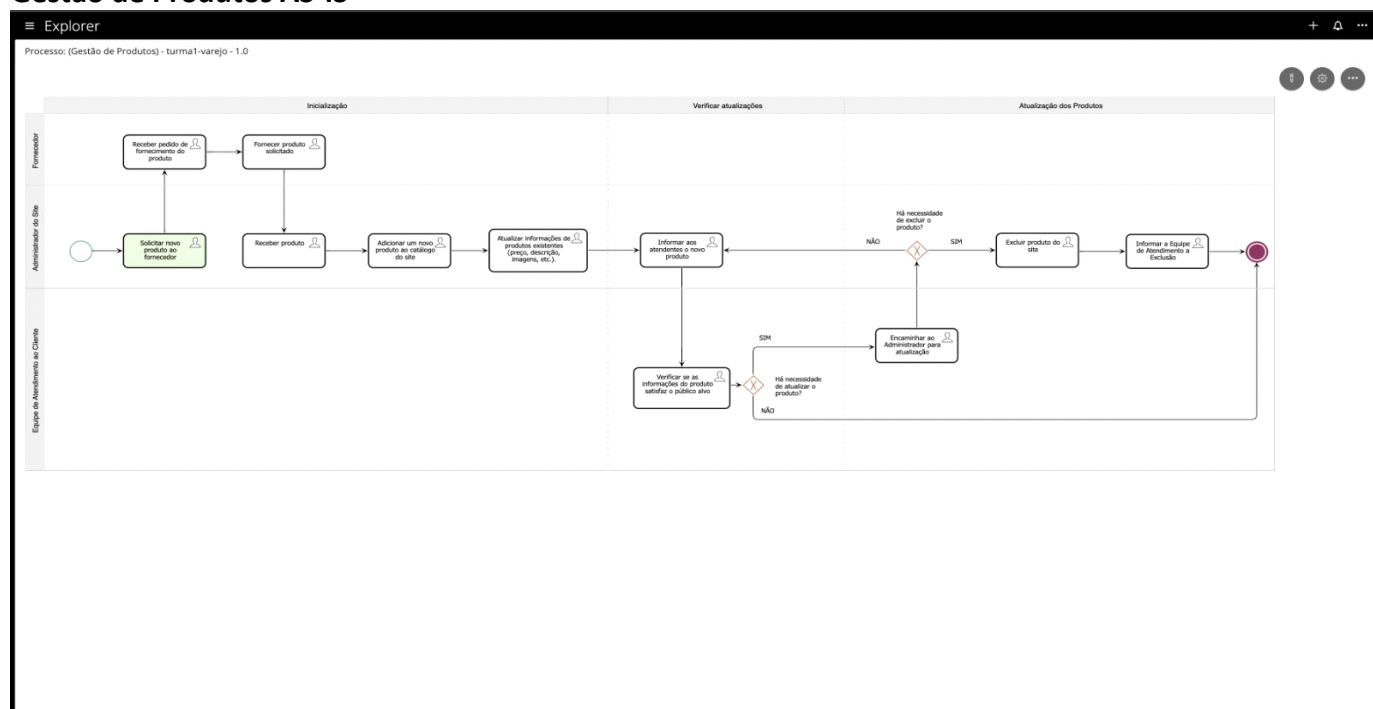 Gestão de Produtos AS-IS
Explorer
Processo: (Gestão de Produtos) - turma1-varejo - 1.0
Inicialização
Verificar atualizações
Atualização dos Produtos
Fornecedor
Receber pedido de
fornecimento do
produto
Fornecer produto
solicitado
Administrador do Site
Solicitar novo
produto ao
fornecedor
Receber produto
Adicionar um novo
produto ao catálogo
do site
Atualizar informações de
produtos existentes
(preço, descrição,
imagens, etc.).
Informar aos
atendentes o novo
produto
Há necessidade
de excluir o
produto?
NÃO
SIM
Excluir produto do
site
Informar a Equipe
de Atendimento a
Exclusão
Equipe de Atendimento ao Cliente
Verificar se as
informações do produto
satisfaz o público alvo
SIM
Há necessidade
de atualizar o
produto?
NÃO
Encaminhar ao
Administrador para
atualização